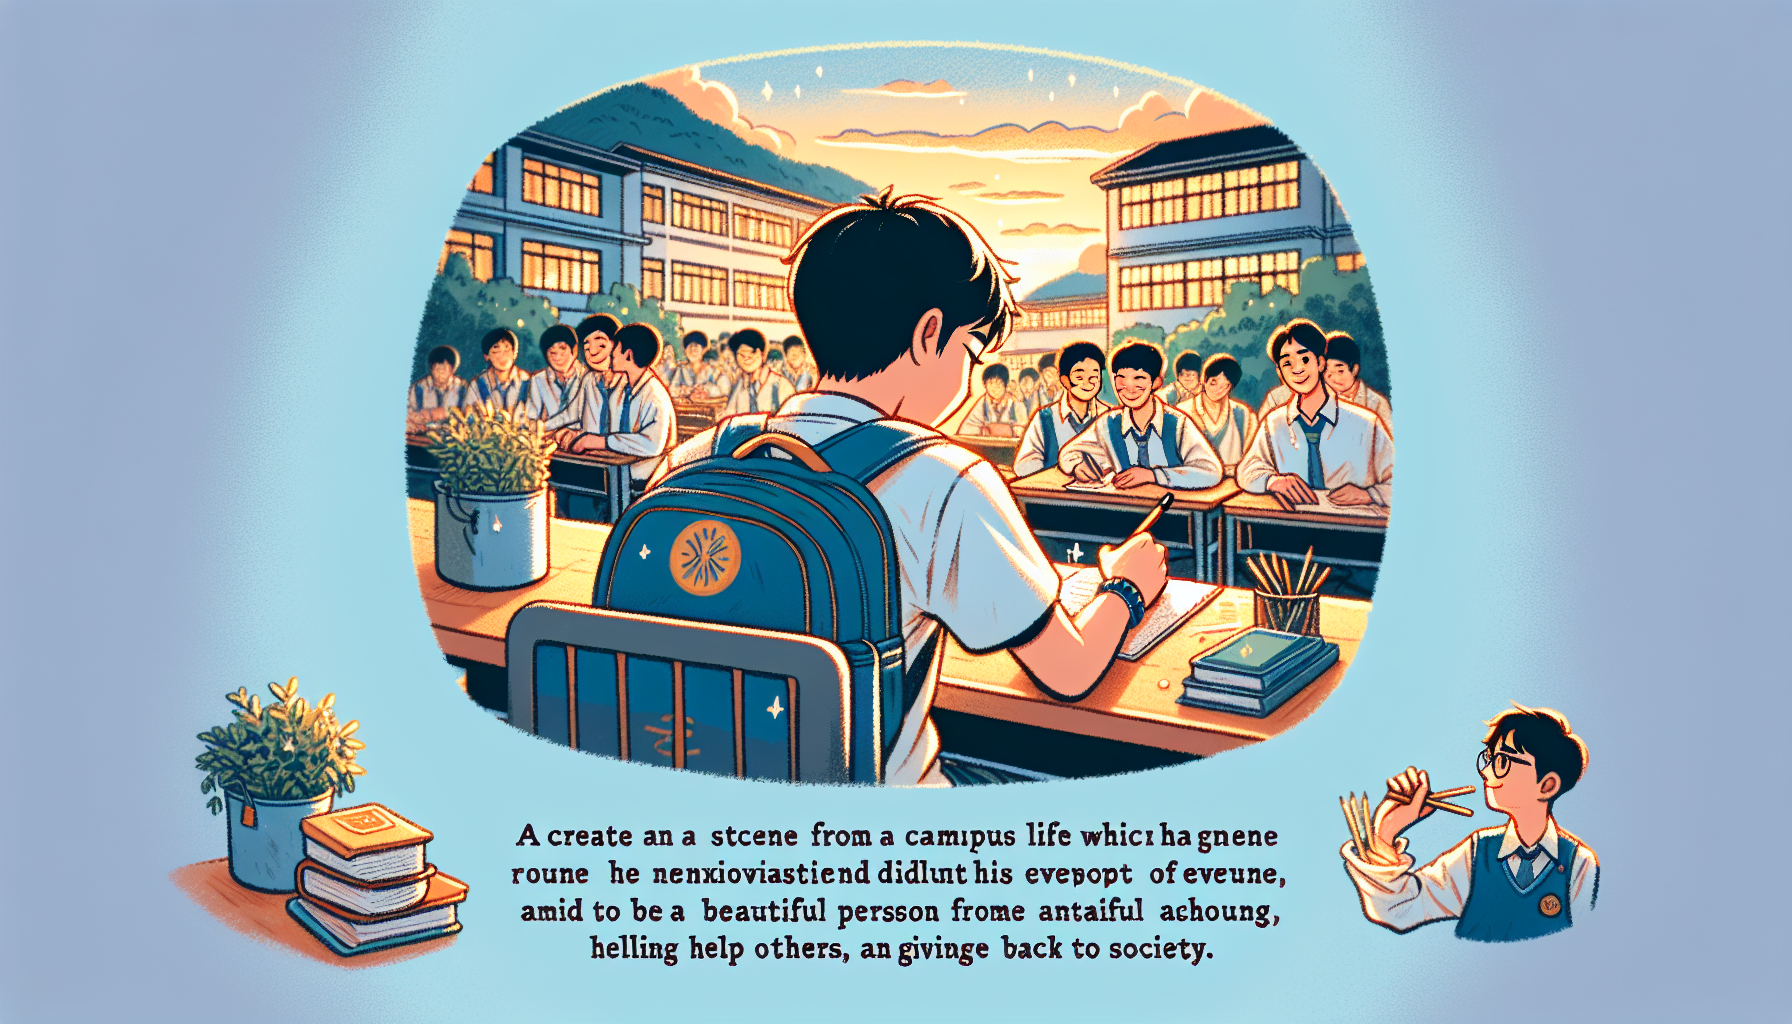 A create an a stcene from a camıpus life whicı ha gnene
roune he nenxioviastiend didlunt his evepopt of eveune,
amid to be a beautiful persson frome antaiful achoung,
helling help others, an givinge back to society.